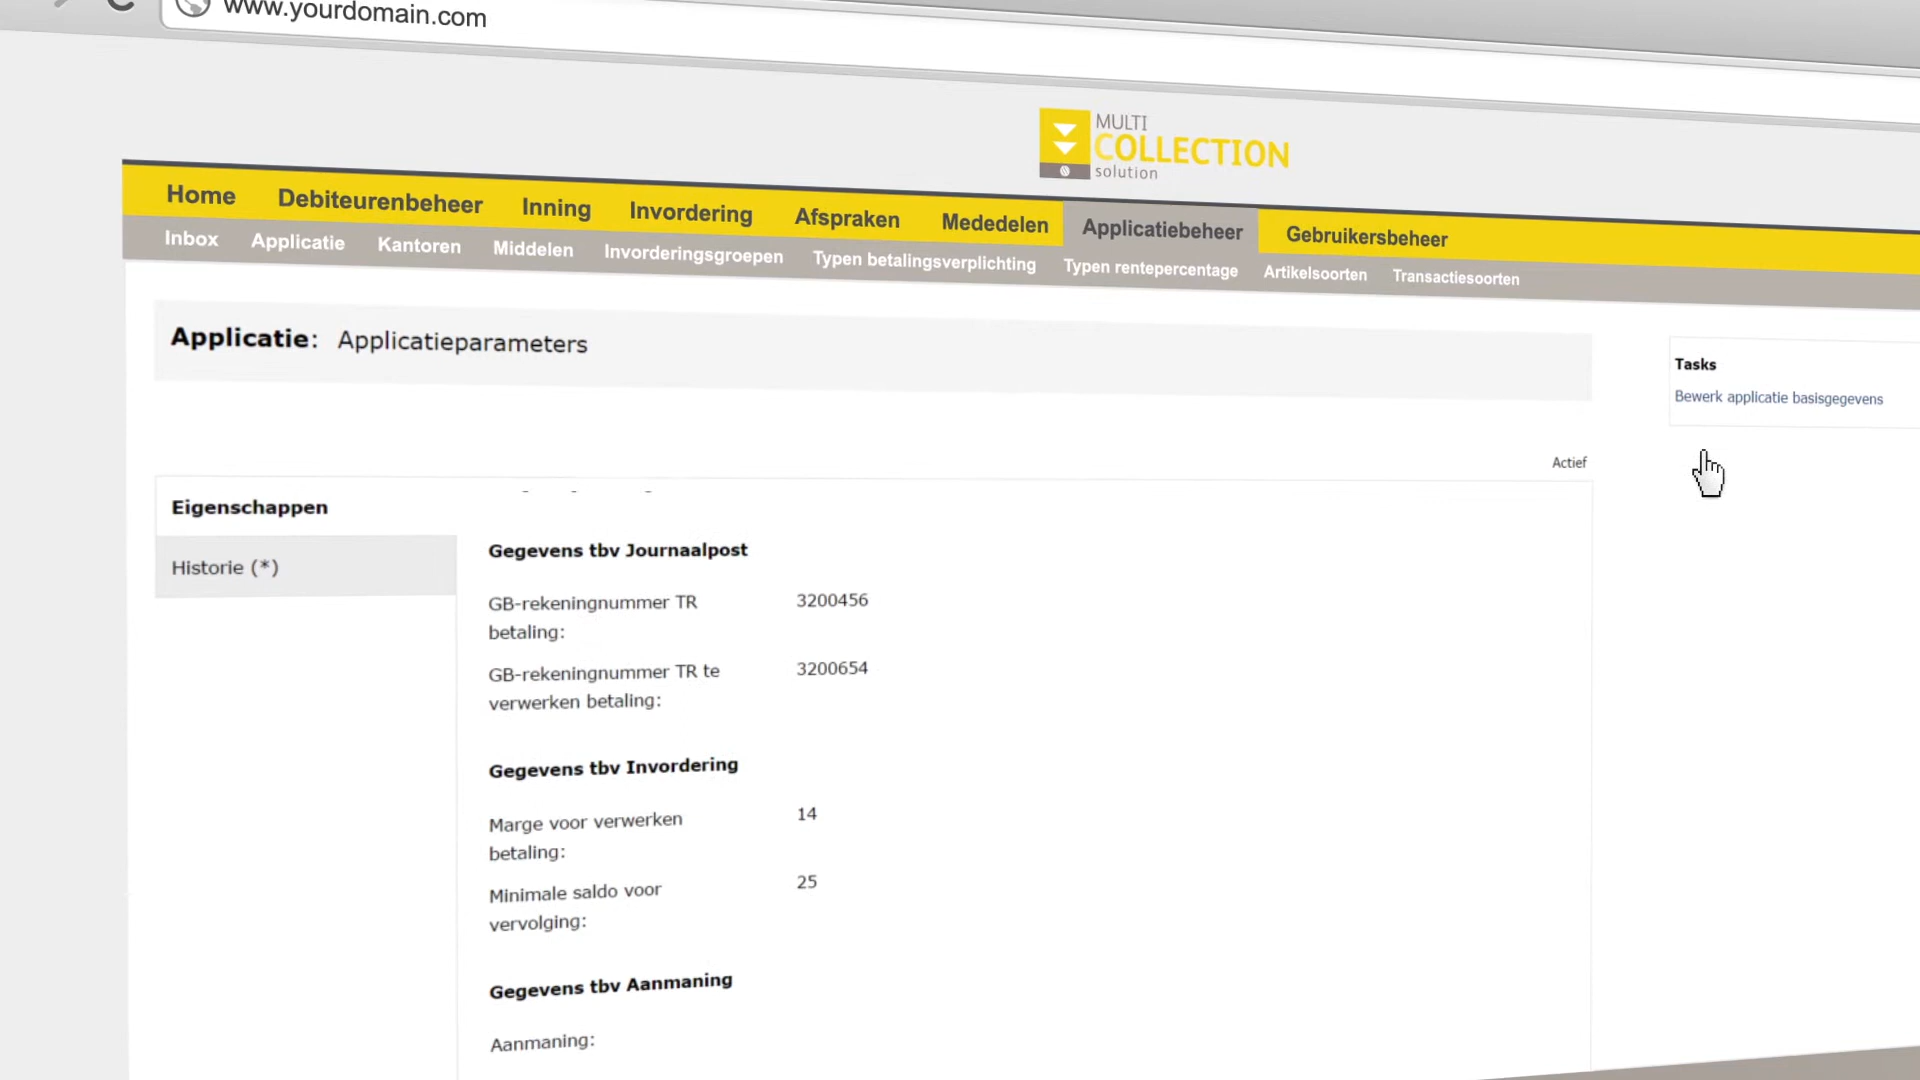 www.yourdomain.com
MULTI
COLLECTION
solution
Home Debiteurenbeheer Inning Invordering Afspraken Mededelen Applicatiebeheer Gebruikersbeheer
Inbox Applicatie Kantoren Middelen Invorderingsgroepen Typen betalingsverplichting Typen rentepercentage Artikelsoorten Transactiesoorten
Applicatie: Applicatieparameters
Tasks
Bewerk applicatie basisgegevens
Actief
Eigenschappen
Historie (*)
Gegevens tbv Journaalpost
GB-rekeningnummer TR 3200456
betaling:
GB-rekeningnummer TR te 3200654
verwerken betaling:
Gegevens tbv Invordering
Marge voor verwerken 14
betaling:
Minimale saldo voor 25
vervolging:
Gegevens tbv Aanmaning
Aanmaning: